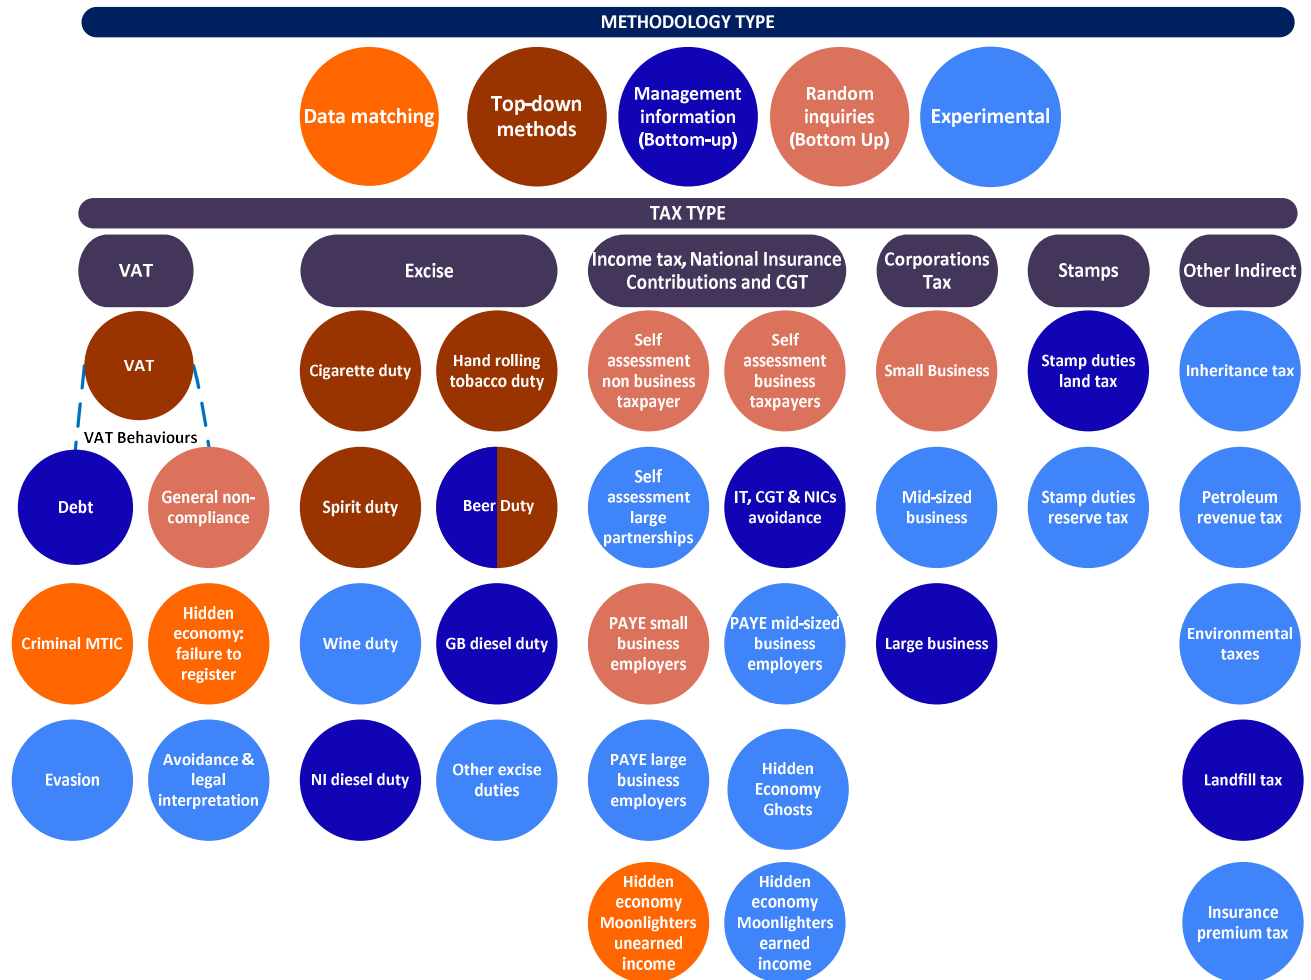 METHODOLOGY TYPE
Data matching
Top-down
methods
Management
information
(Bottom-up)
Random
inquiries
(Bottom Up)
Experimental
TAX TYPE
VAT
Excise
Income tax, National Insurance
Contributions and CGT
Corporations
Tax
Stamps
Other Indirect
VAT
Cigarette duty
Hand rolling
tobacco duty
Self
assessment
non business
taxpayer
Self
assessment
business
taxpayers
Small Business
Stamp duties
land tax
Inheritance tax
VAT Behaviours
Debt
General non-
compliance
Spirit duty
Beer Duty
Self
assessment
large
partnerships
IT, CGT & NICs
avoidance
Mid-sized
business
Stamp duties
reserve tax
Petroleum
revenue tax
Criminal MTIC
Hidden
economy:
failure to
register
Wine duty
GB diesel duty
PAYE small
business
employers
PAYE mid-sized
business
employers
Large business
Environmental
taxes
Evasion
Avoidance &
legal
interpretation
NI diesel duty
Other excise
duties
PAYE large
business
employers
Hidden
Economy
Ghosts
Landfill tax
Hidden
economy
Moonlighters
unearned
income
Hidden
economy
Moonlighters
earned
income
Insurance
premium tax